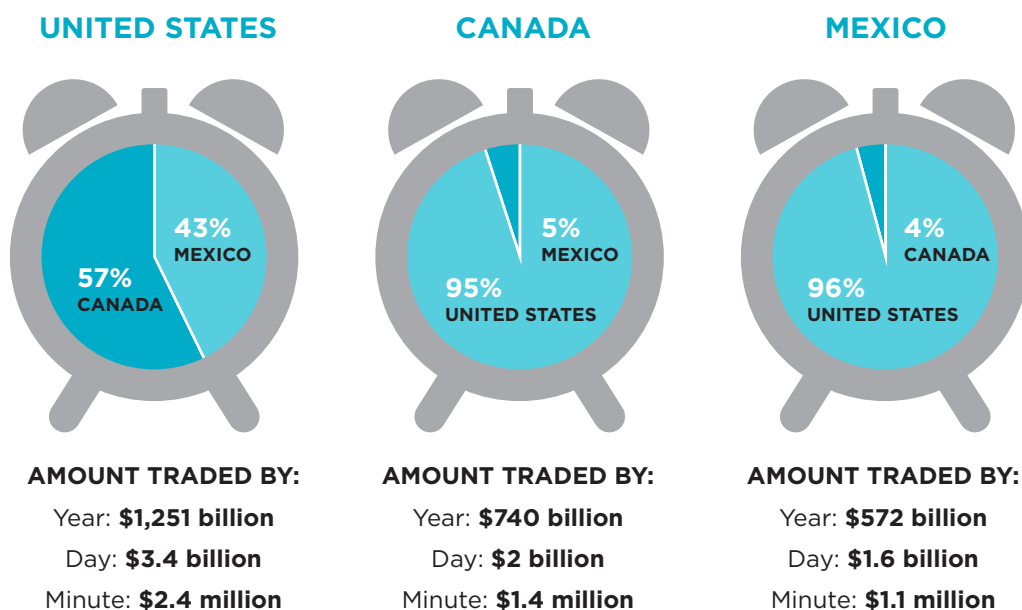 UNITED STATES
43%
MEXICO
57%
CANADA
AMOUNT TRADED BY:
Year: $1,251 billion
Day: $3.4 billion
Minute: $2.4 million
CANADA
5%
MEXICO
95%
UNITED STATES
AMOUNT TRADED BY:
Year: $740 billion
Day: $2 billion
Minute: $1.4 million
MEXICO
4%
CANADA
96%
UNITED STATES
AMOUNT TRADED BY:
Year: $572 billion
Day: $1.6 billion
Minute: $1.1 million